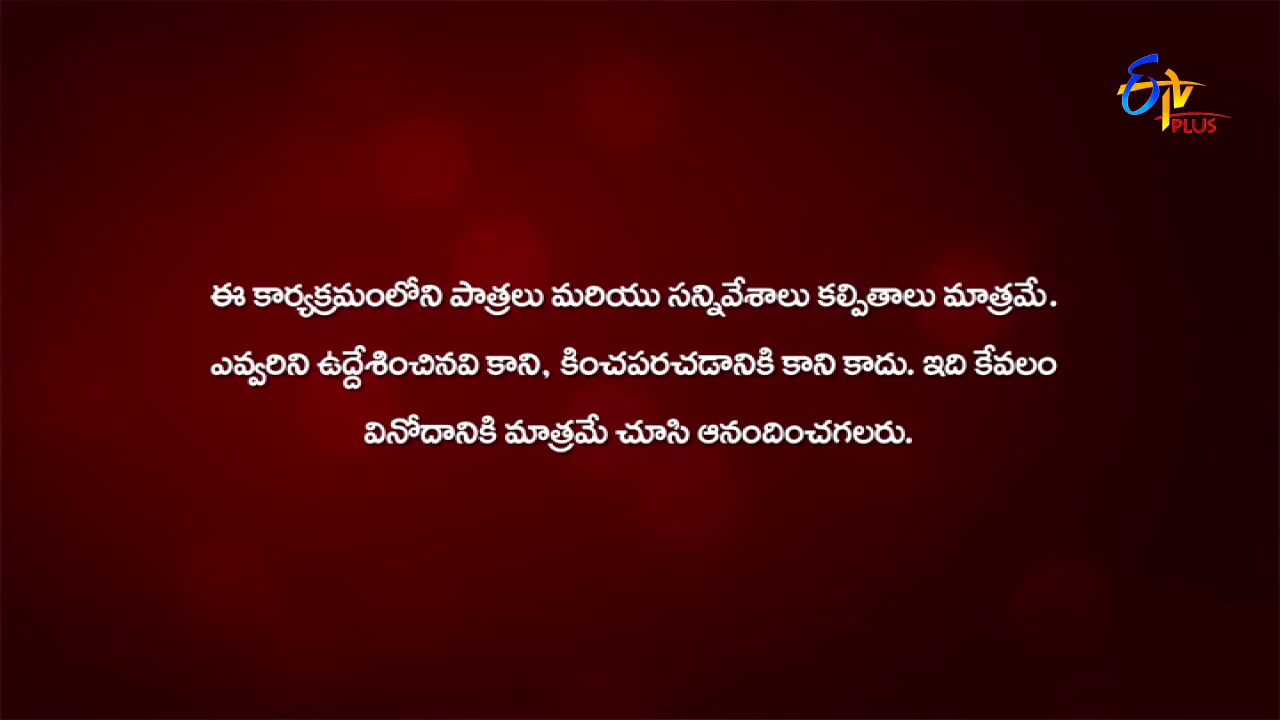 ETV
PLUS
ఈ కార్యక్రమంలోని పాత్రలు మరియు సన్నివేశాలు కల్పితాలు మాత్రమే.
ఎవ్వరిని ఉద్దేశించినవి కాని, కించపరచడానికి కాని కాదు. ఇది కేవలం
వినోదానికి మాత్రమే చూసి ఆనందించగలరు.